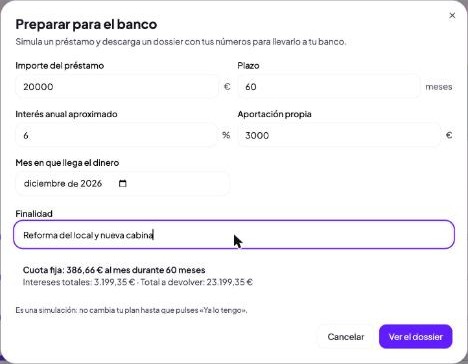 Preparar para el banco
Simula un préstamo y descarga un dossier con tus números para llevarlo a tu banco.
Importe del préstamo
20000 €
Plazo
60 meses
Interés anual aproximado
6 %
Aportación propia
3000 €
Mes en que llega el dinero
diciembre de 2026
Finalidad
Reforma del local y nueva cabina
Cuota fija: 386,66 € al mes durante 60 meses
Intereses totales: 3.199,35 € · Total a devolver: 23.199,35 €
Es una simulación: no cambia tu plan hasta que pulses «Ya lo tengo».
Cancelar
Ver el dossier